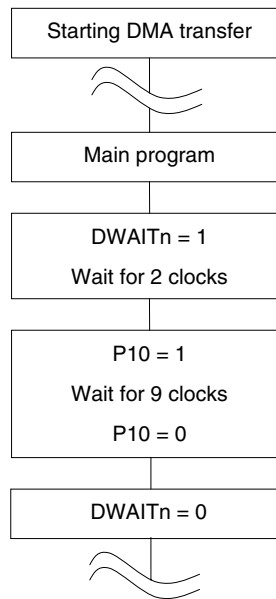 Starting DMA transfer
Main program
DWAITn = 1
Wait for 2 clocks
P10 = 1
Wait for 9 clocks
P10 = 0
DWAITn = 0